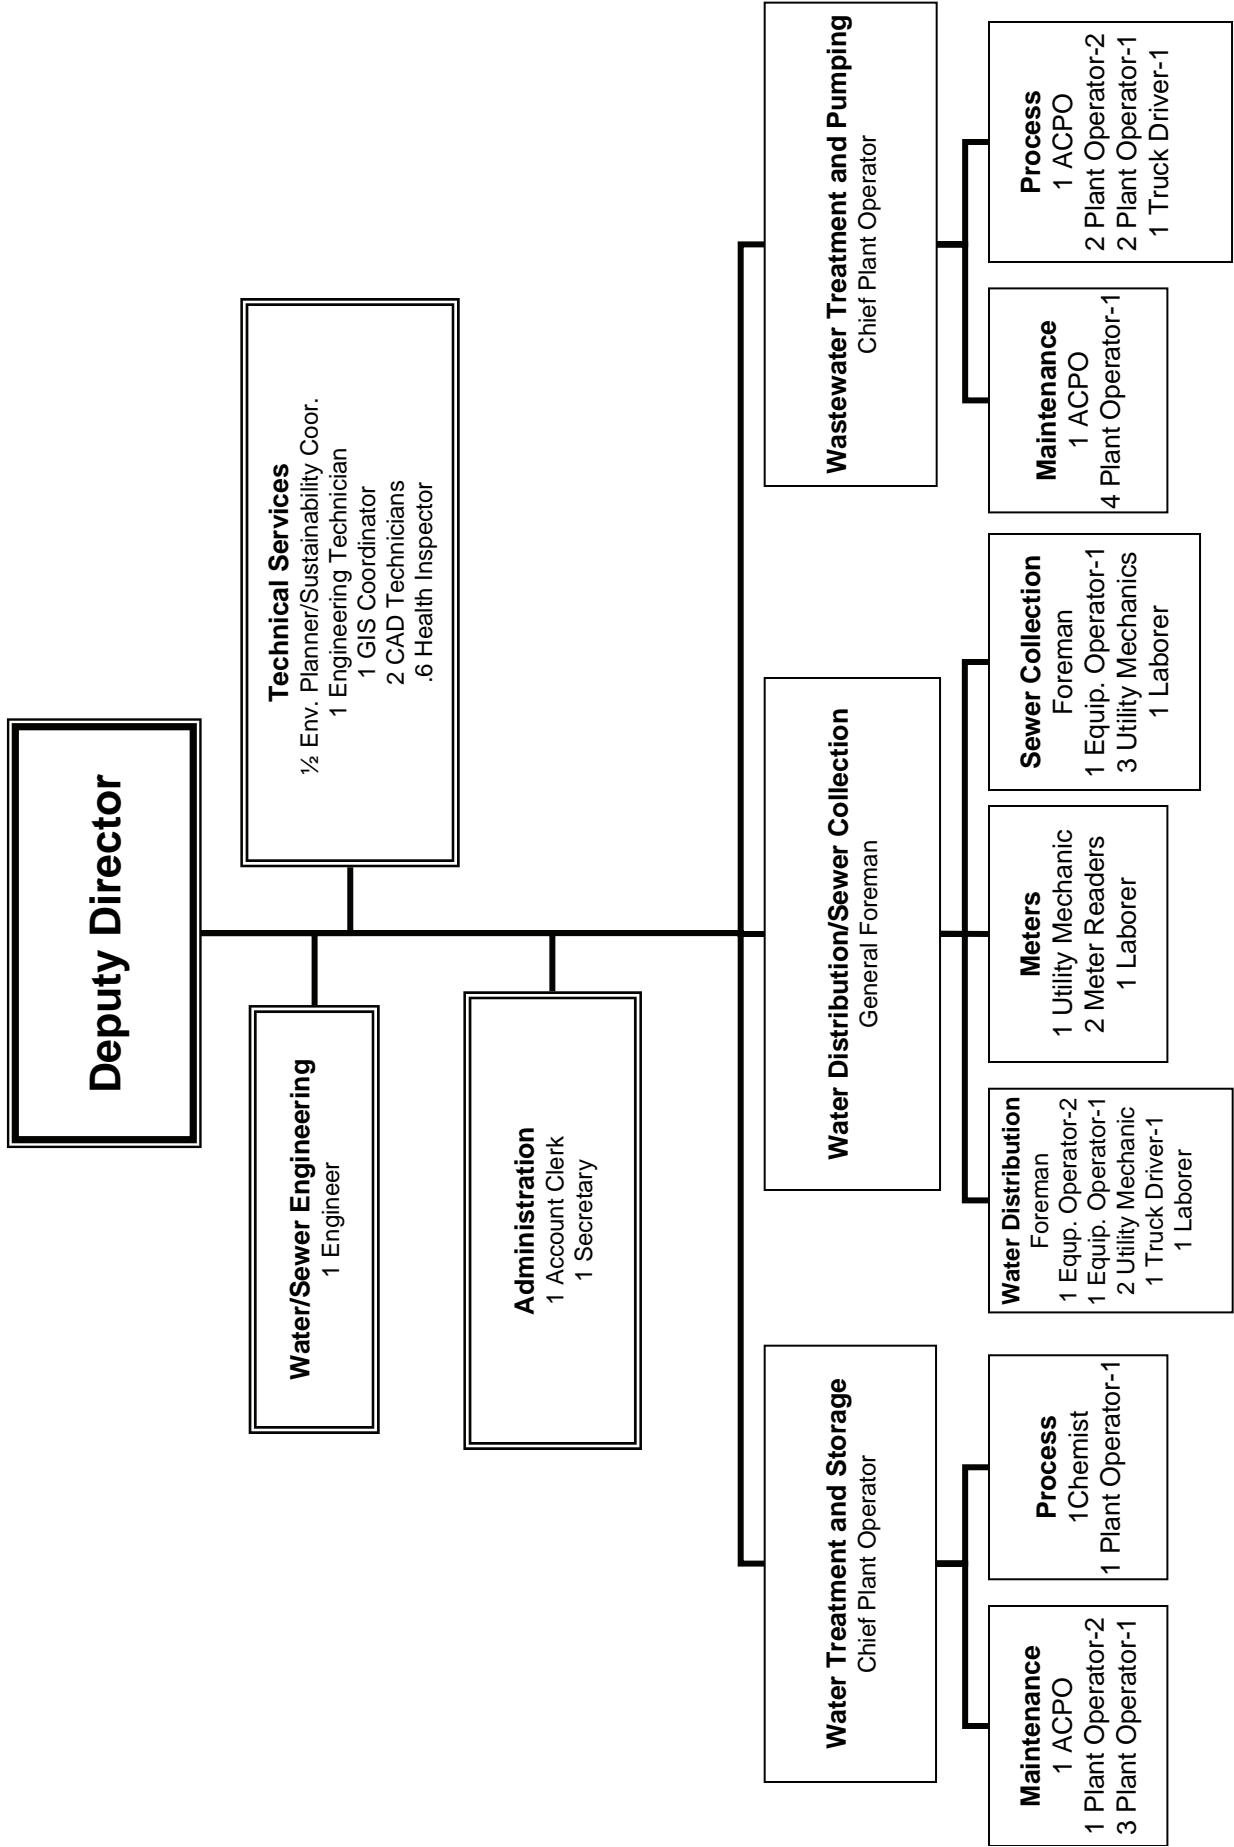 Deputy Director
Water/Sewer Engineering
1 Engineer
Technical Services
½ Env. Planner/Sustainability Coor.
1 Engineering Technician
1 GIS Coordinator
2 CAD Technicians
.6 Health Inspector
Administration
1 Account Clerk
1 Secretary
Water Treatment and Storage
Chief Plant Operator
Water Distribution/Sewer Collection
General Foreman
Wastewater Treatment and Pumping
Chief Plant Operator
Maintenance
1 ACPO
1 Plant Operator-2
3 Plant Operator-1
Process
1Chemist
1 Plant Operator-1
Water Distribution
Foreman
1 Equp. Operator-2
1 Equip. Operator-1
2 Utility Mechanic
1 Truck Driver-1
1 Laborer
Meters
1 Utility Mechanic
2 Meter Readers
1 Laborer
Sewer Collection
Foreman
1 Equip. Operator-1
3 Utility Mechanics
1 Laborer
Maintenance
1 ACPO
4 Plant Operator-1
Process
1 ACPO
2 Plant Operator-2
2 Plant Operator-1
1 Truck Driver-1